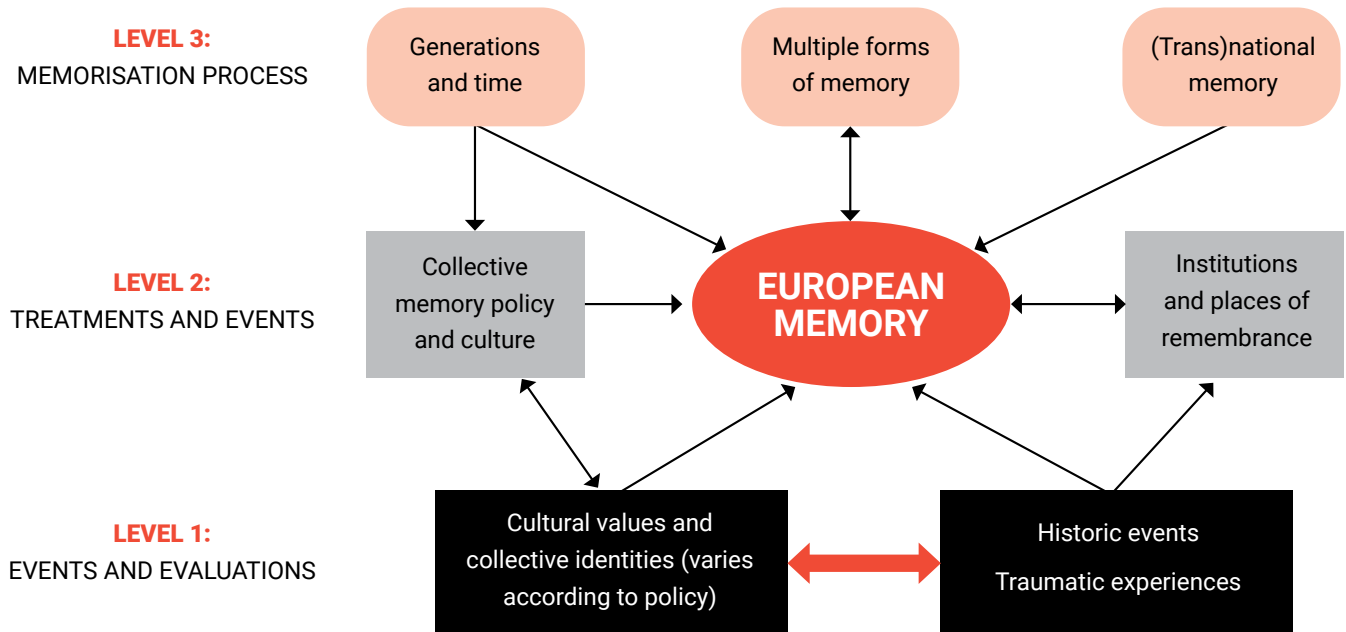 LEVEL 3:
MEMORISATION PROCESS
Generations
and time
Multiple forms
of memory
(Trans)national
memory
LEVEL 2:
TREATMENTS AND EVENTS
Collective
memory policy
and culture
EUROPEAN
MEMORY
Institutions
and places of
remembrance
LEVEL 1:
EVENTS AND EVALUATIONS
Cultural values and
collective identities (varies
according to policy)
Historic events
Traumatic experiences